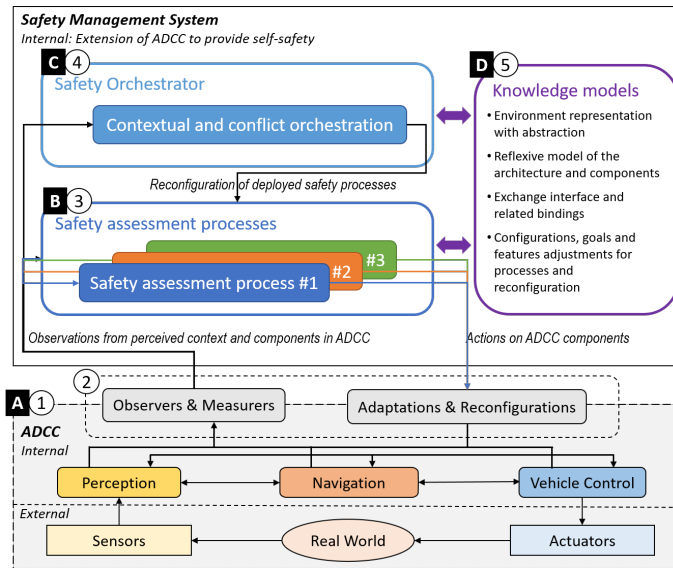 Safety Management System
Internal: Extension of ADCC to provide self-safety
C 4
Safety Orchestrator
Contextual and conflict orchestration
Reconfiguration of deployed safety processes
B 3
Safety assessment processes
#3
#2
Safety assessment process #1
D 5
Knowledge models
• Environment representation
with abstraction
• Reflexive model of the
architecture and components
• Exchange interface and
related bindings
• Configurations, goals and
features adjustments for
processes and
reconfiguration
Observations from perceived context and components in ADCC
Actions on ADCC components
2
A 1
Observers & Measurers
Adaptations & Reconfigurations
ADCC
Internal
Perception
Navigation
Vehicle Control
External
Sensors
Real World
Actuators